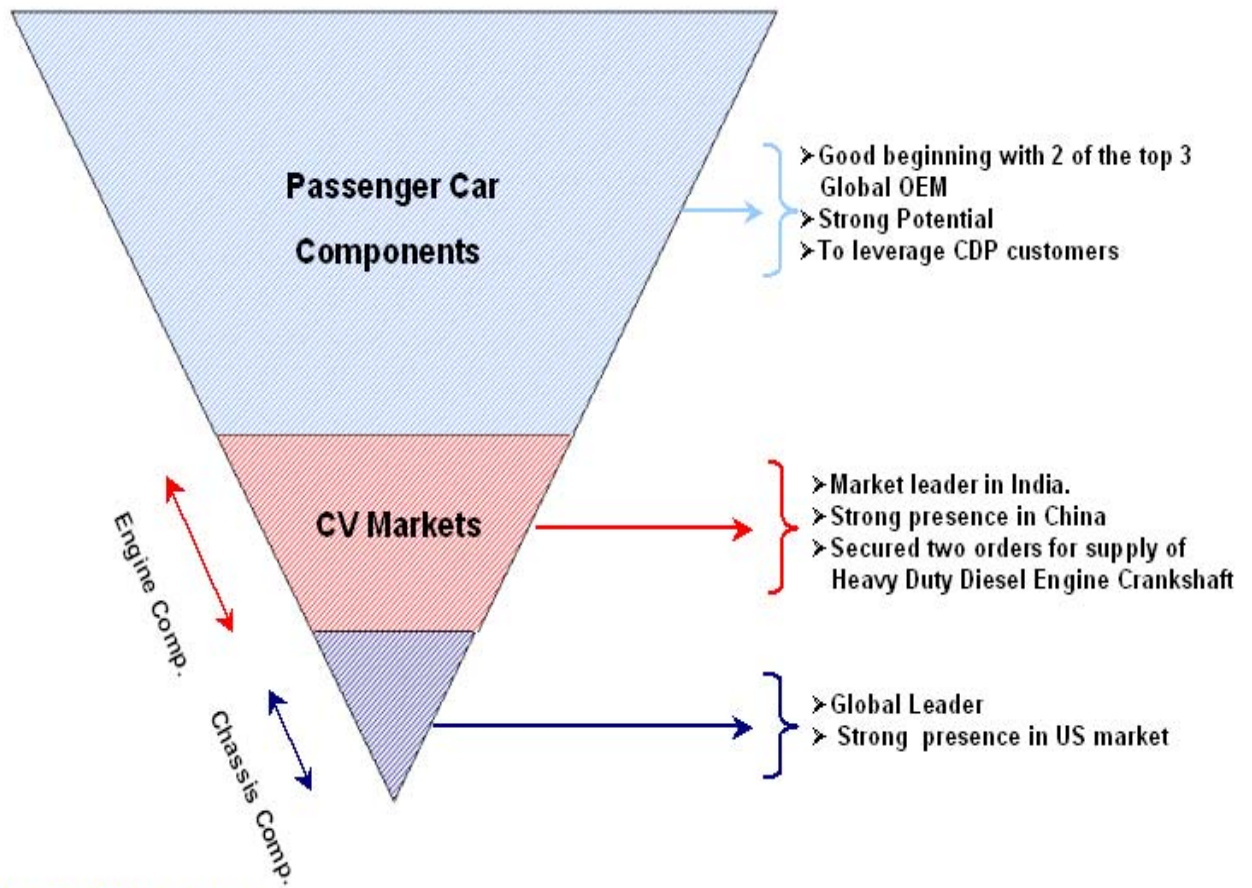 Passenger Car
Components
➢Good beginning with 2 of the top 3
Global OEM
➢Strong Potential
➢To leverage CDP customers
CV Markets
➢Market leader in India.
➢Strong presence in China
➢Secured two orders for supply of
Heavy Duty Diesel Engine Crankshaft
Engine Comp.
➢Global Leader
➢ Strong presence in US market
Chassis Comp.